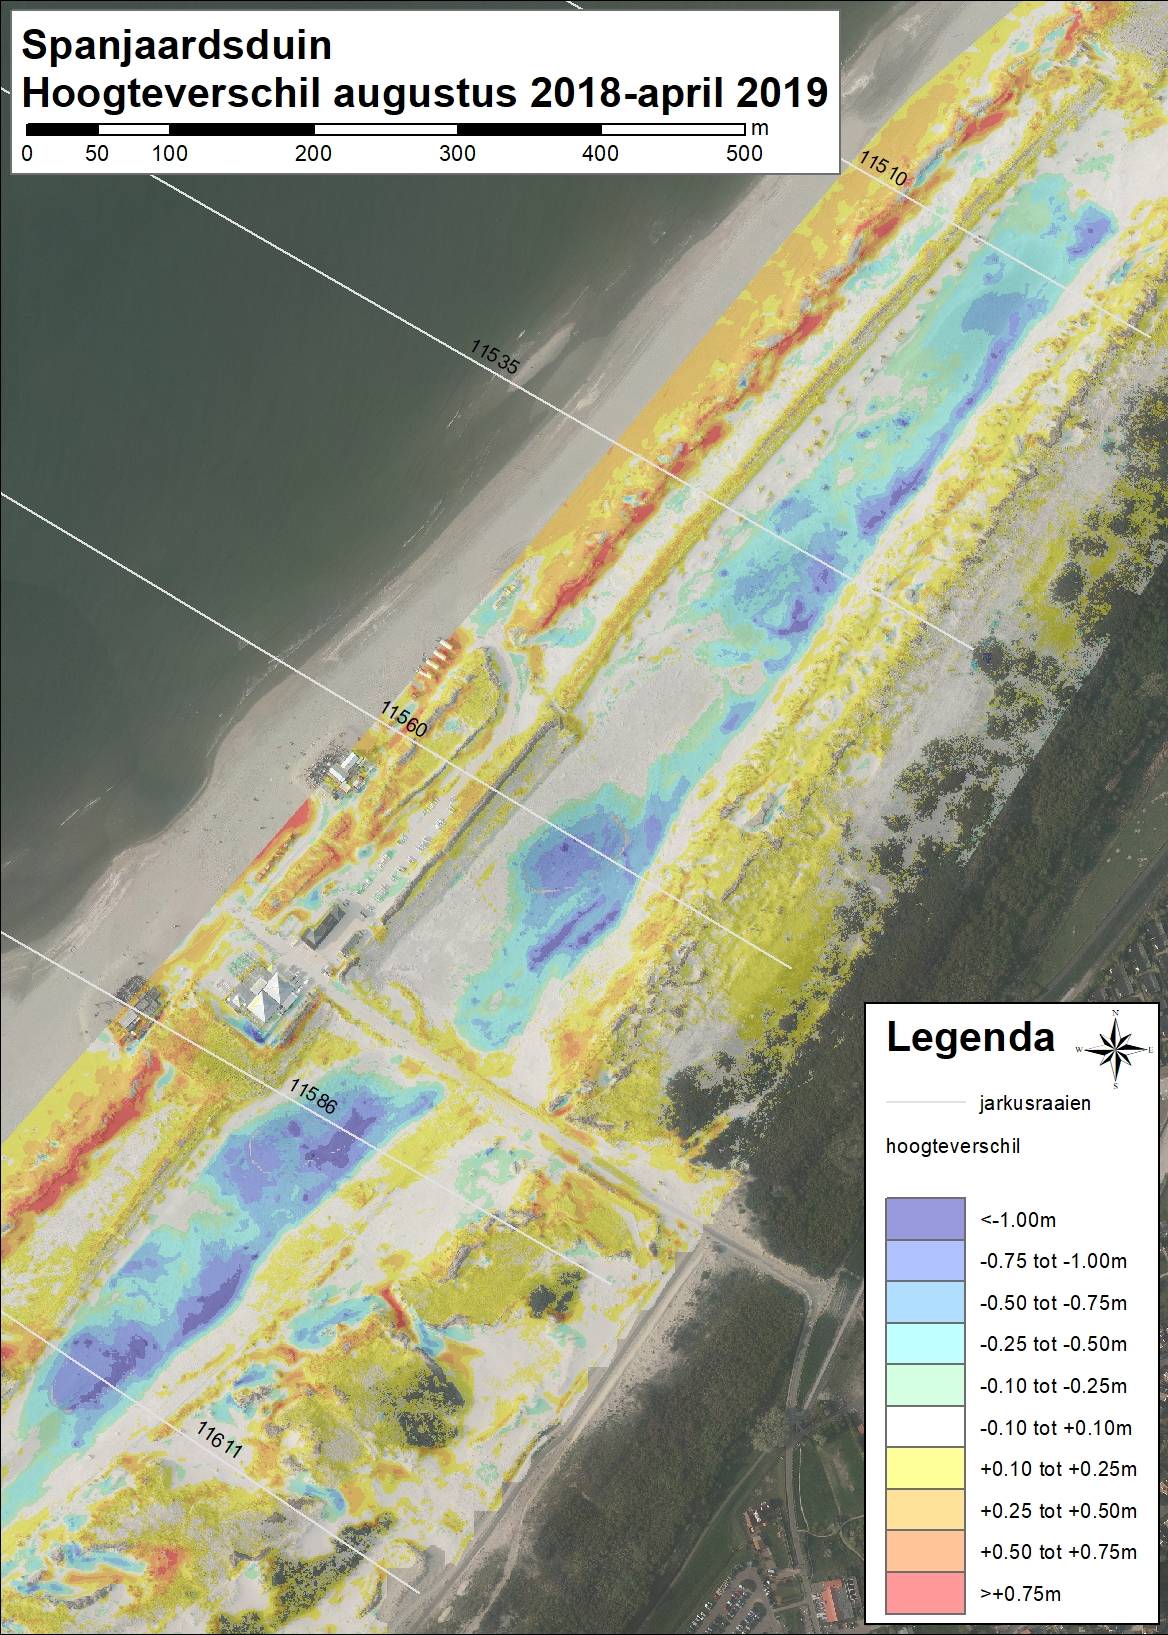 Spanjaardsduin
Hoogteverschil augustus 2018-april 2019
m
0 50 100 200 300 400 500
11510
11535
11560
11586
11611
Legenda
N
W E
S
jarkusraaien
hoogteverschil
<-1.00m
-0.75 tot -1.00m
-0.50 tot -0.75m
-0.25 tot -0.50m
-0.10 tot -0.25m
-0.10 tot +0.10m
+0.10 tot +0.25m
+0.25 tot +0.50m
+0.50 tot +0.75m
>+0.75m